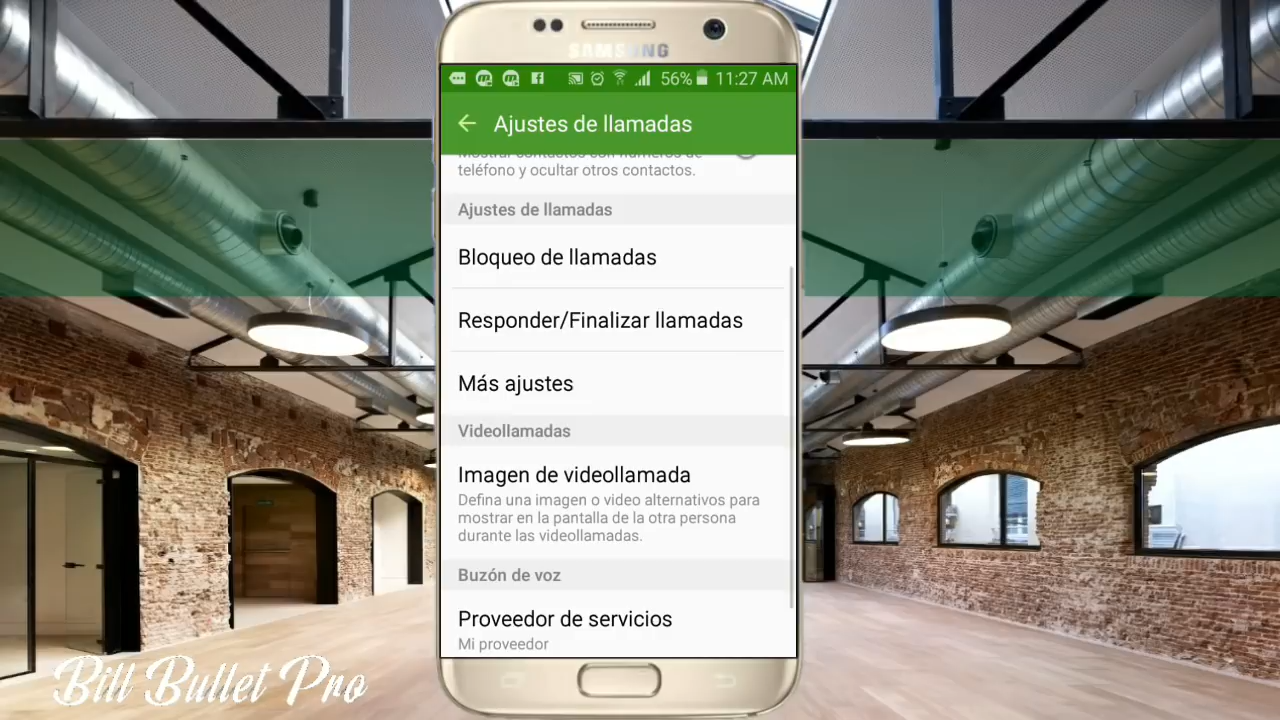 SAMSUNG
56% 11:27 AM
Ajustes de llamadas
Mostrar contactos con números de
teléfono y ocultar otros contactos.
Ajustes de llamadas
Bloqueo de llamadas
Responder/Finalizar llamadas
Más ajustes
Videollamadas
Imagen de videollamada
Defina una imagen o video alternativos para
mostrar en la pantalla de la otra persona
durante las videollamadas.
Buzón de voz
Proveedor de servicios
Mi proveedor
Bill Bullet Pro